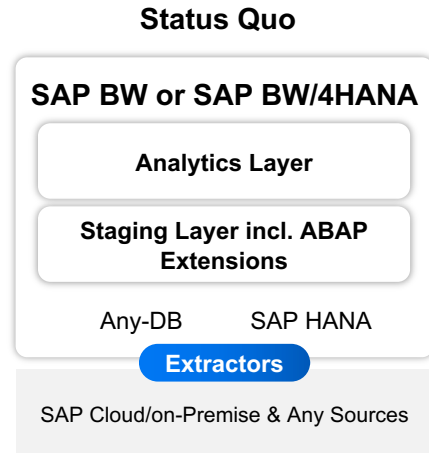 Status Quo
SAP BW or SAP BW/4HANA
Analytics Layer
Staging Layer incl. ABAP
Extensions
Any-DB SAP HANA
Extractors
SAP Cloud/on-Premise & Any Sources